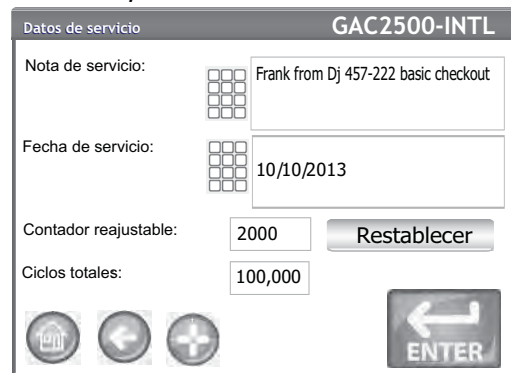 Datos de servicio
GAC2500-INTL
Nota de servicio:
Frank from Dj 457-222 basic checkout
Fecha de servicio:
10/10/2013
Contador reajustable:
2000
Restablecer
Ciclos totales:
100,000
ENTER